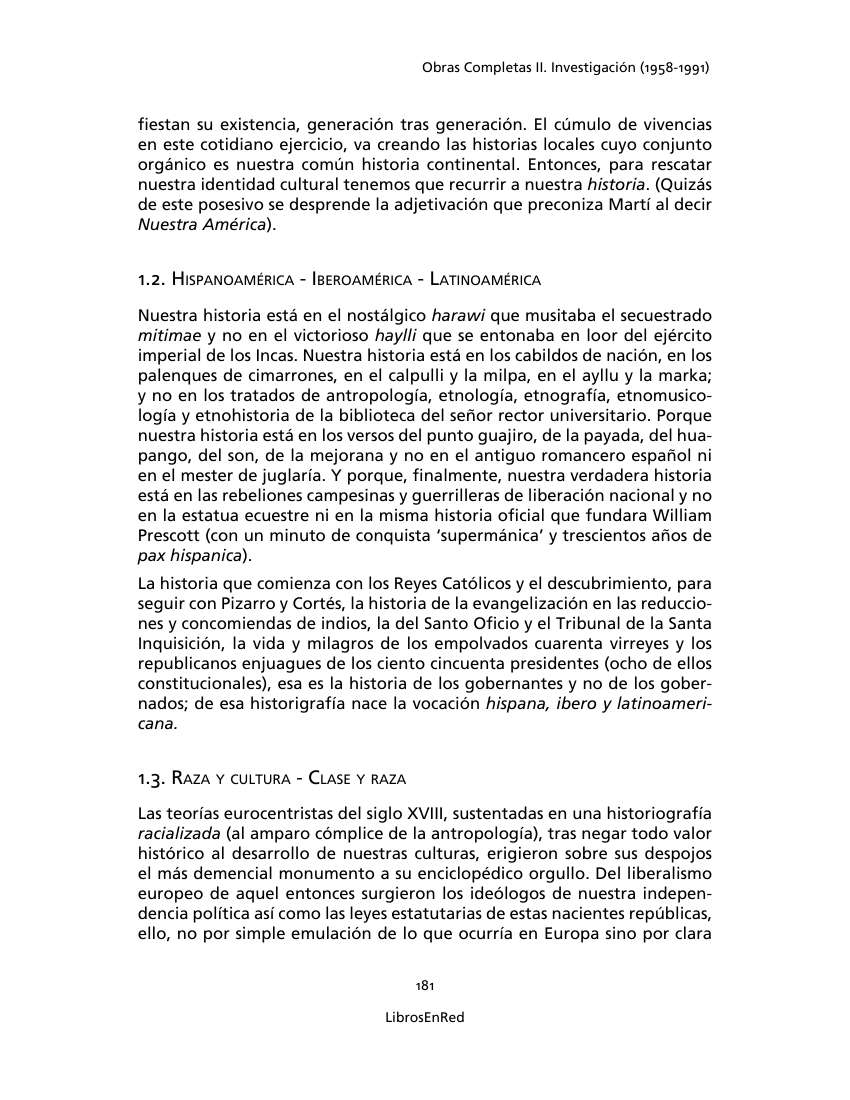 Obras Completas II. Investigación (1958-1991)
fiestan su existencia, generación tras generación. El cúmulo de vivencias
en este cotidiano ejercicio, va creando las historias locales cuyo conjunto
orgánico es nuestra común historia continental. Entonces, para rescatar
nuestra identidad cultural tenemos que recurrir a nuestra historia. (Quizás
de este posesivo se desprende la adjetivación que preconiza Martí al decir
Nuestra América).
1.2. Hispanoamérica - Iberoamérica - Latinoamérica
Nuestra historia está en el nostálgico harawi que musitaba el secuestrado
mitimae y no en el victorioso haylli que se entonaba en loor del ejército
imperial de los Incas. Nuestra historia está en los cabildos de nación, en los
palenques de cimarrones, en el calpulli y la milpa, en el ayllu y la marka;
y no en los tratados de antropología, etnología, etnografía, etnomusico-
logía y etnohistoria de la biblioteca del señor rector universitario. Porque
nuestra historia está en los versos del punto guajiro, de la payada, del hua-
pango, del son, de la mejorana y no en el antiguo romancero español ni
en el mester de juglaría. Y porque, finalmente, nuestra verdadera historia
está en las rebeliones campesinas y guerrilleras de liberación nacional y no
en la estatua ecuestre ni en la misma historia oficial que fundara William
Prescott (con un minuto de conquista ‘supermánica’ y trescientos años de
pax hispanica).
La historia que comienza con los Reyes Católicos y el descubrimiento, para
seguir con Pizarro y Cortés, la historia de la evangelización en las reduccio-
nes y concomiendas de indios, la del Santo Oficio y el Tribunal de la Santa
Inquisición, la vida y milagros de los empolvados cuarenta virreyes y los
republicanos enjuagues de los ciento cincuenta presidentes (ocho de ellos
constitucionales), esa es la historia de los gobernantes y no de los gober-
nados; de esa historigrafía nace la vocación hispana, ibero y latinoameri-
cana.
1.3. Raza y cultura - Clase y raza
Las teorías eurocentristas del siglo XVIII, sustentadas en una historiografía
racializada (al amparo cómplice de la antropología), tras negar todo valor
histórico al desarrollo de nuestras culturas, erigieron sobre sus despojos
el más demencial monumento a su enciclopédico orgullo. Del liberalismo
europeo de aquel entonces surgieron los ideólogos de nuestra indepen-
dencia política así como las leyes estatutarias de estas nacientes repúblicas,
ello, no por simple emulación de lo que ocurría en Europa sino por clara
181
LibrosEnRed